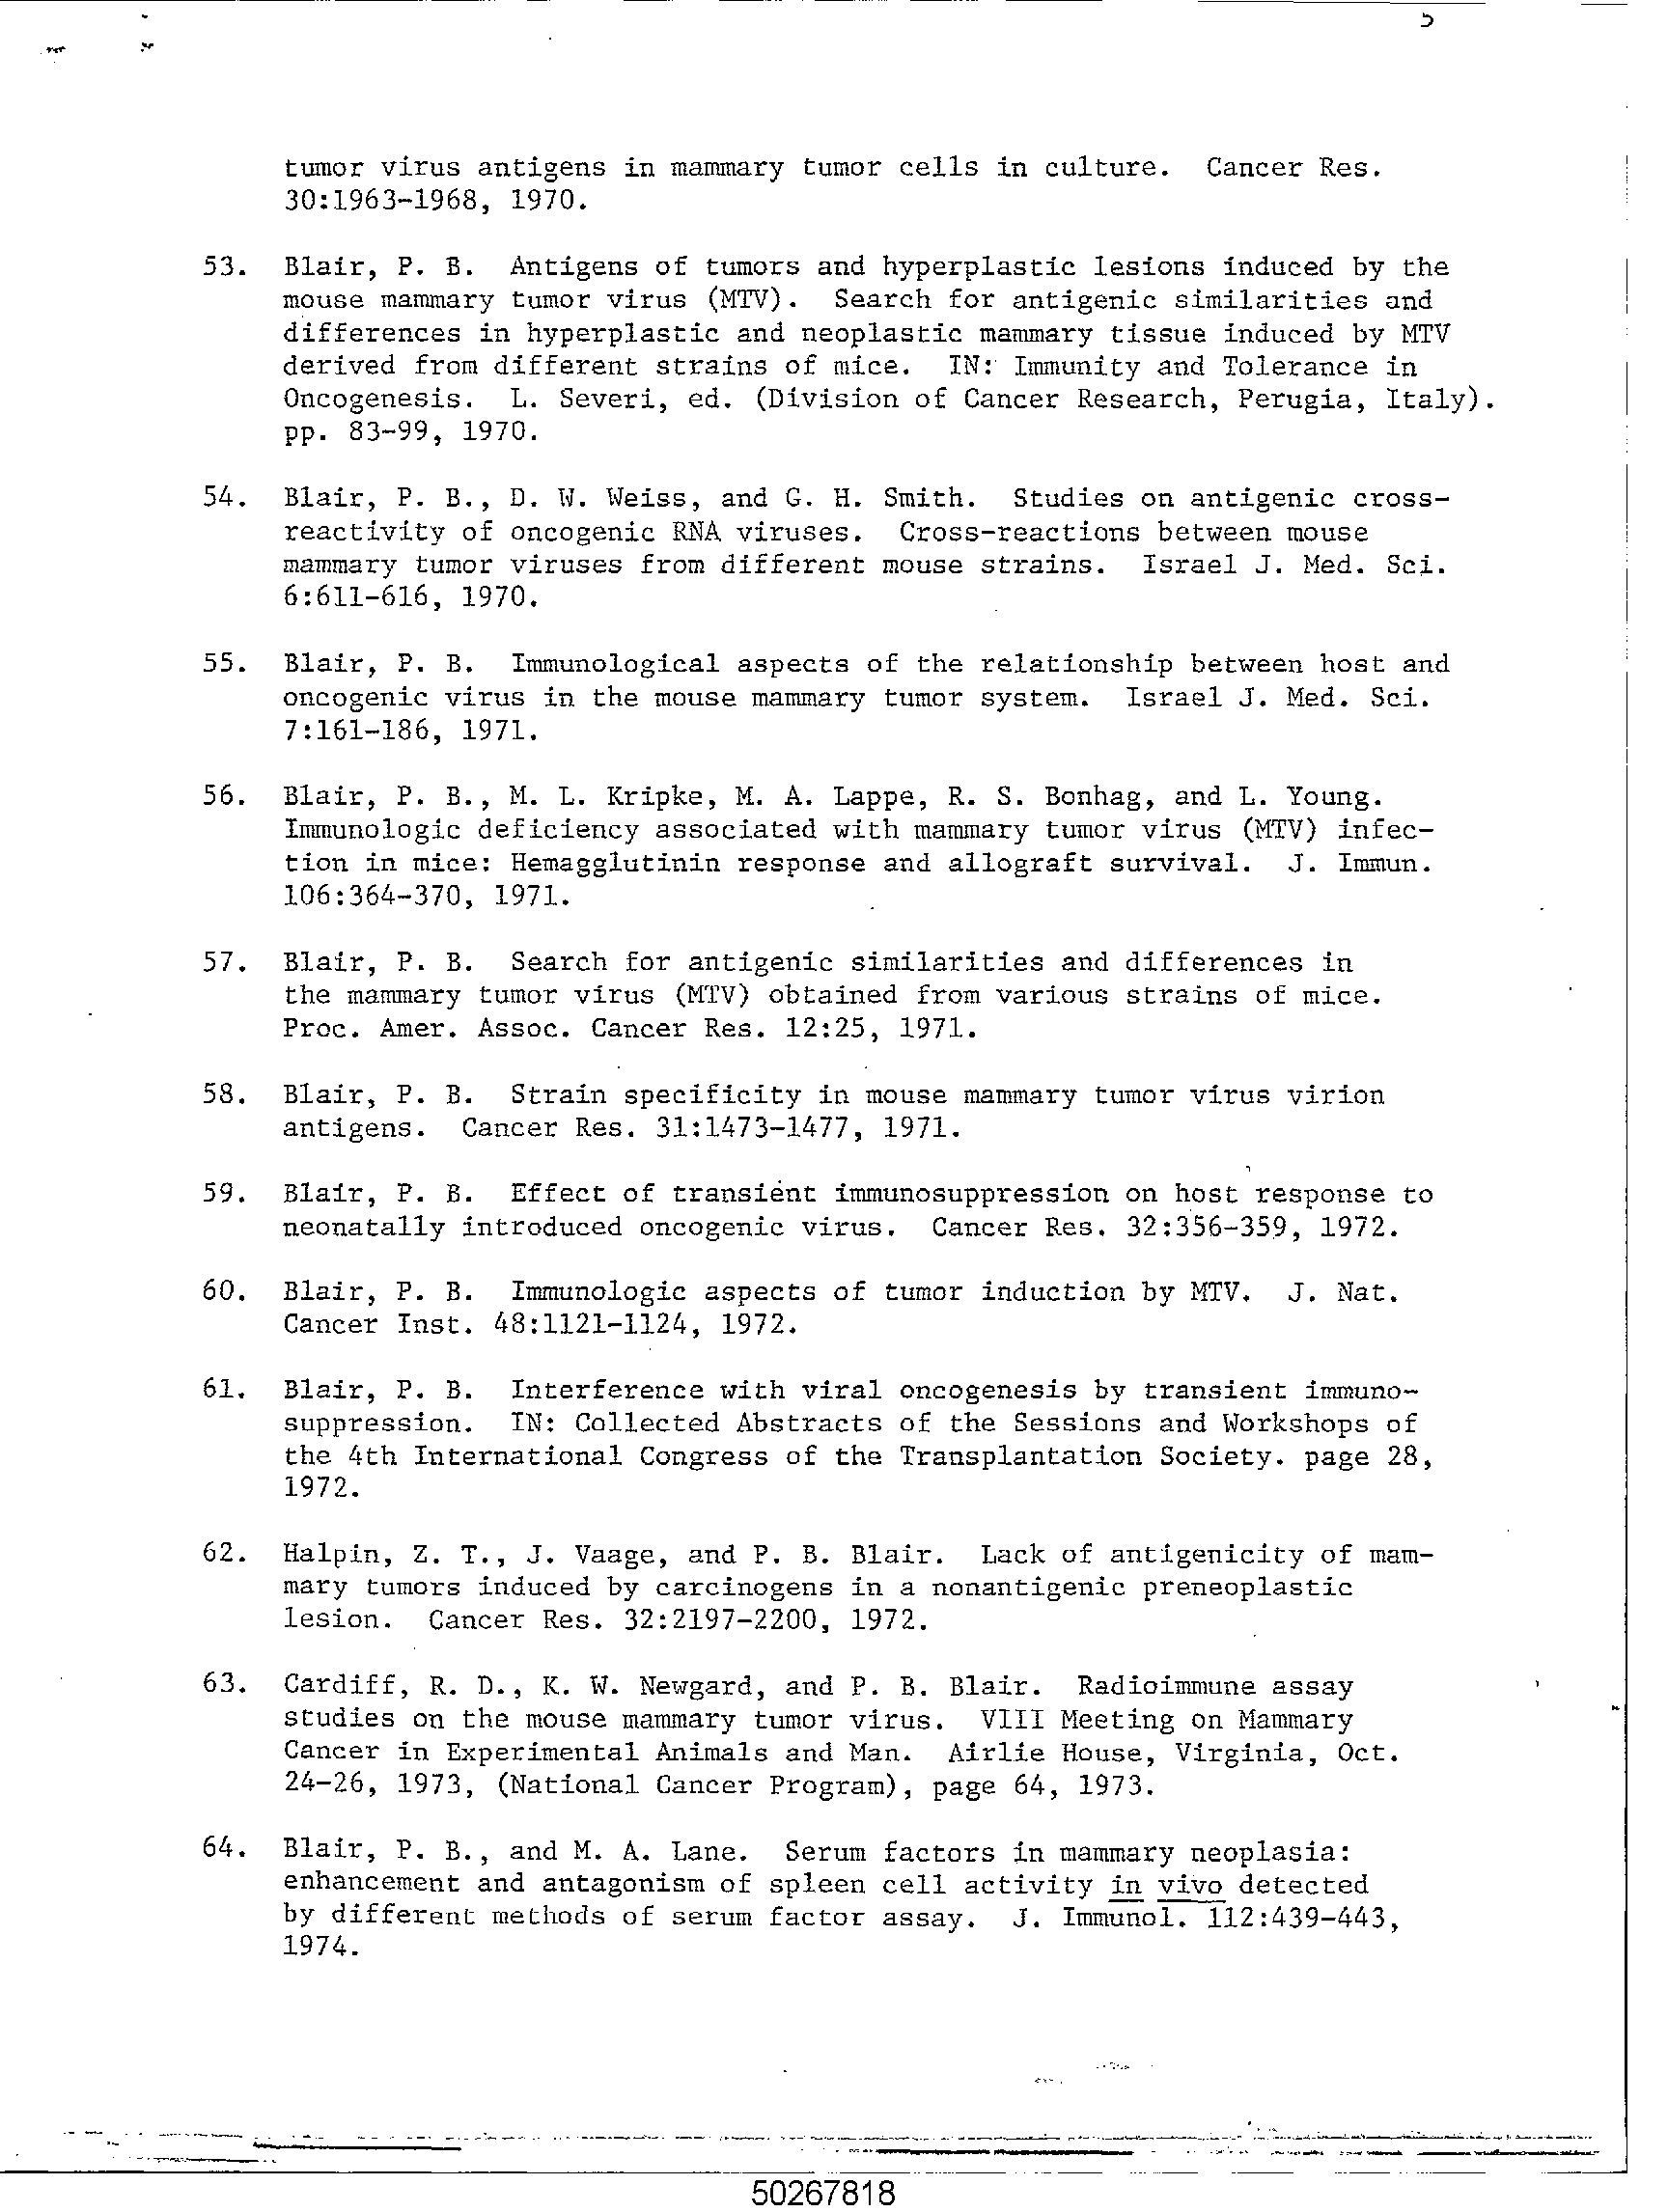 tumor virus antigens in mammary tumor cells in culture. Cancer Res.
30:1963-1968, 1970.
53. Blair, P. B. Antigens of tumors and hyperplastic lesions induced by the
mouse mammary tumor virus (MTV). Search for antigenic similarities and
differences in hyperplastic and neoplastic mammary tissue induced by MTV
derived from different strains of mice. IN: Immunity and Tolerance in
Oncogenesis. L. Severi, ed. (Division of Cancer Research, Perugia, Italy).
pp. 83-99, 1970.
54. Blair, P. B., D. W. Weiss, and G. H. Smith. Studies on antigenic cross-
reactivity of oncogenic RNA viruses. Cross-reactions between mouse
mammary tumor viruses from different mouse strains. Israel J. Med. Sci.
6:611-616, 1970.
55. Blair, P. B. Immunological aspects of the relationship between host and
oncogenic virus in the mouse mammary tumor system. Israel J. Med. Sci.
7:161-186, 1971.
56. Blair, P. B., M. L. Kripke, M. A. Lappe, R. S. Bonhag, and L. Young.
Immunologic deficiency associated with mammary tumor virus (MTV) infec-
tion in mice: Hemagglutinin response and allograft survival. J. Immun.
106:364-370, 1971.
57. Blair, P. B. Search for antigenic similarities and differences in
the mammary tumor virus (MTV) obtained from various strains of mice.
Proc. Amer. Assoc. Cancer Res. 12:25, 1971.
58. Blair, P. B. Strain specificity in mouse mammary tumor virus virion
antigens. Cancer Res. 31:1473-1477, 1971.
59. Blair, P. B. Effect of transient immunosuppression on host response to
neonatally introduced oncogenic virus. Cancer Res. 32:356-359, 1972.
60. Blair, P. B. Immunologic aspects of tumor induction by MTV. J. Nat.
Cancer Inst. 48:1121-1124, 1972.
61. Blair, P. B. Interference with viral oncogenesis by transient immuno-
suppression. IN: Collected Abstracts of the Sessions and Workshops of
the 4th International Congress of the Transplantation Society. page 28,
1972.
62. Halpin, Z. T., J. Vaage, and P. B. Blair. Lack of antigenicity of mam-
mary tumors induced by carcinogens in a nonantigenic preneoplastic
lesion. Cancer Res. 32:2197-2200, 1972.
63. Cardiff, R. D., K. W. Newgard, and P. B. Blair. Radioimmune assay
studies on the mouse mammary tumor virus. VIII Meeting on Mammary
Cancer in Experimental Animals and Man. Airlie House, Virginia, Oct.
24-26, 1973, (National Cancer Program), page 64, 1973.
64. Blair, P. B., and M. A. Lane. Serum factors in mammary neoplasia:
enhancement and antagonism of spleen cell activity in vivo detected
by different methods of serum factor assay. J. Immunol. 112:439-443,
1974.
50267818